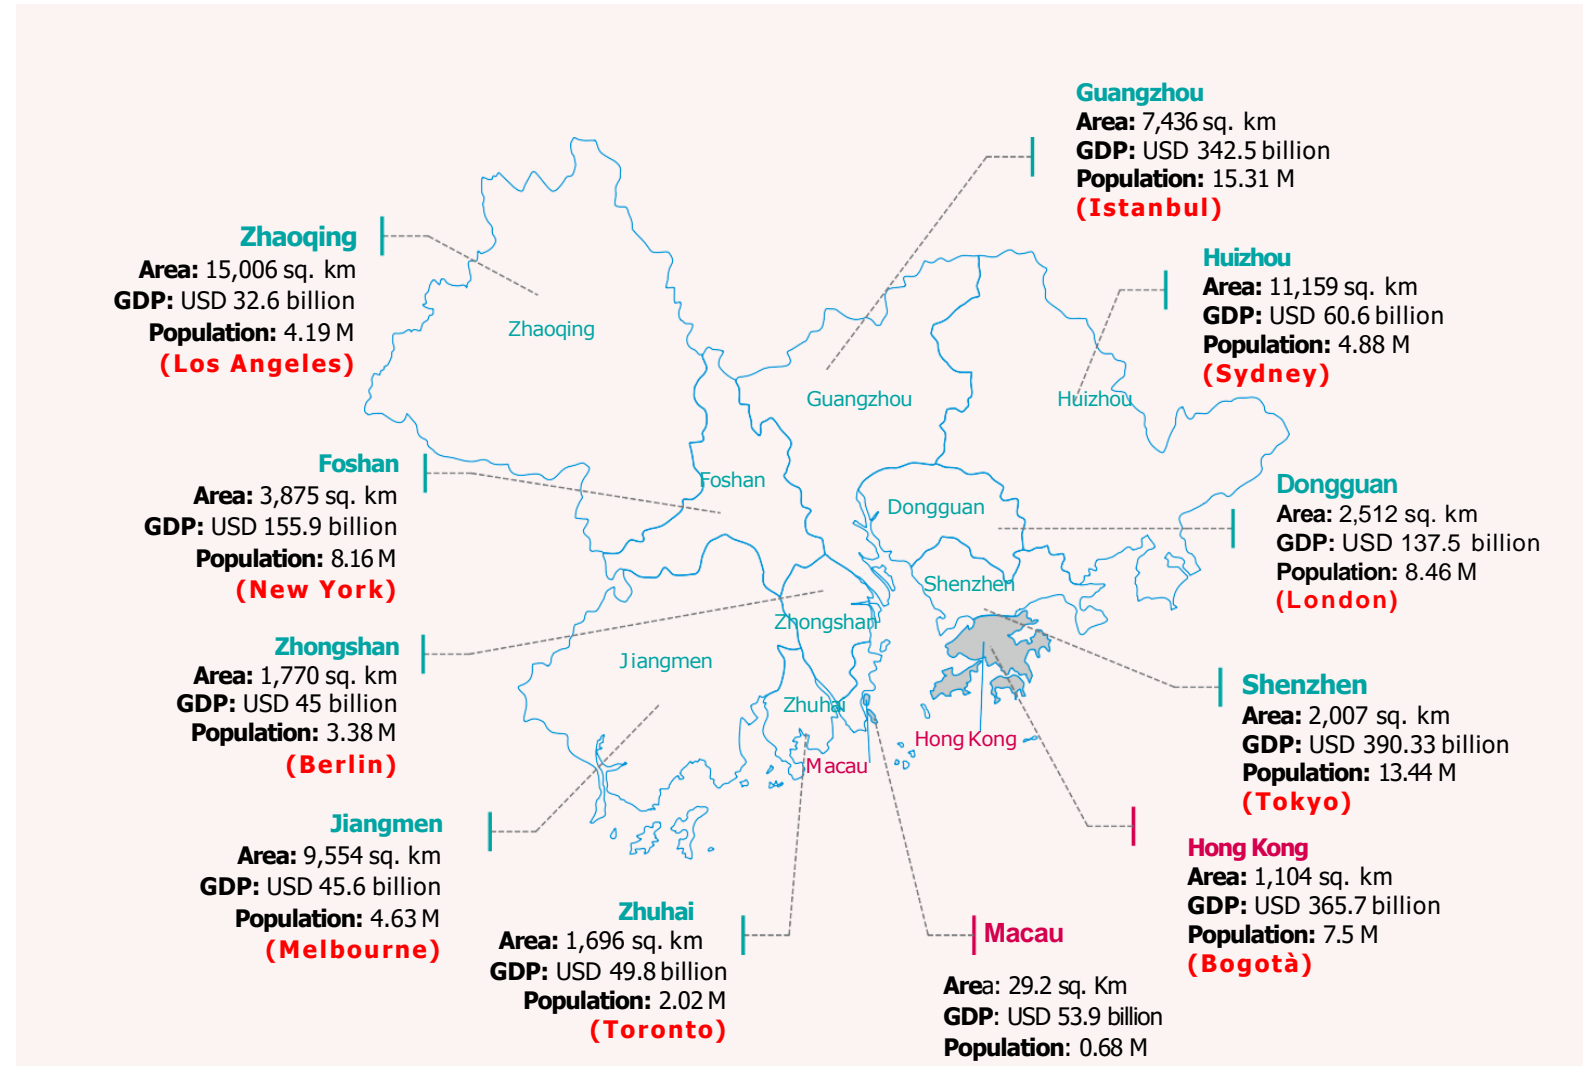 Guangzhou
Area: 7,436 sq. km
GDP: USD 342.5 billion
Population: 15.31 M
(Istanbul)
Zhaoqing
Area: 15,006 sq. km
GDP: USD 32.6 billion
Population: 4.19 M
(Los Angeles)
Huizhou
Area: 11,159 sq. km
GDP: USD 60.6 billion
Population: 4.88 M
(Sydney)
Zhaoqing
Guangzhou
Huizhou
Foshan
Area: 3,875 sq. km
GDP: USD 155.9 billion
Population: 8.16 M
(New York)
Foshan
Dongguan
Dongguan
Area: 2,512 sq. km
GDP: USD 137.5 billion
Population: 8.46 M
(London)
Shenzhen
Zhongshan
Zhongshan
Area: 1,770 sq. km
GDP: USD 45 billion
Population: 3.38 M
(Berlin)
Jiangmen
Zhuhai
Hong Kong
Macau
Shenzhen
Area: 2,007 sq. km
GDP: USD 390.33 billion
Population: 13.44 M
(Tokyo)
Jiangmen
Area: 9,554 sq. km
GDP: USD 45.6 billion
Population: 4.63 M
(Melbourne)
Hong Kong
Area: 1,104 sq. km
GDP: USD 365.7 billion
Population: 7.5 M
(Bogotà)
Zhuhai
Area: 1,696 sq. km
GDP: USD 49.8 billion
Population: 2.02 M
(Toronto)
Macau
Area: 29.2 sq. Km
GDP: USD 53.9 billion
Population: 0.68 M